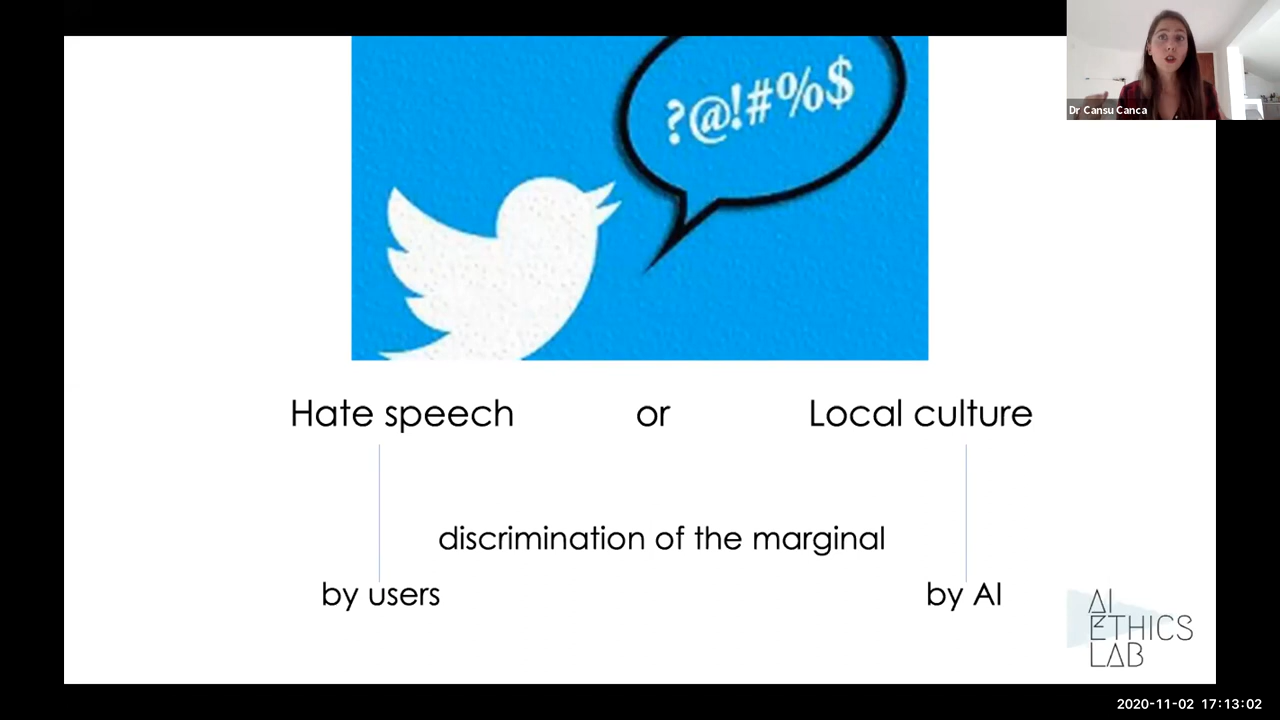 ?@!#%$
Dr Cansu Canca
Hate speech or Local culture
discrimination of the marginal
by users by AI
AI
ETHICS
LAB
2020-11-02 17:13:02